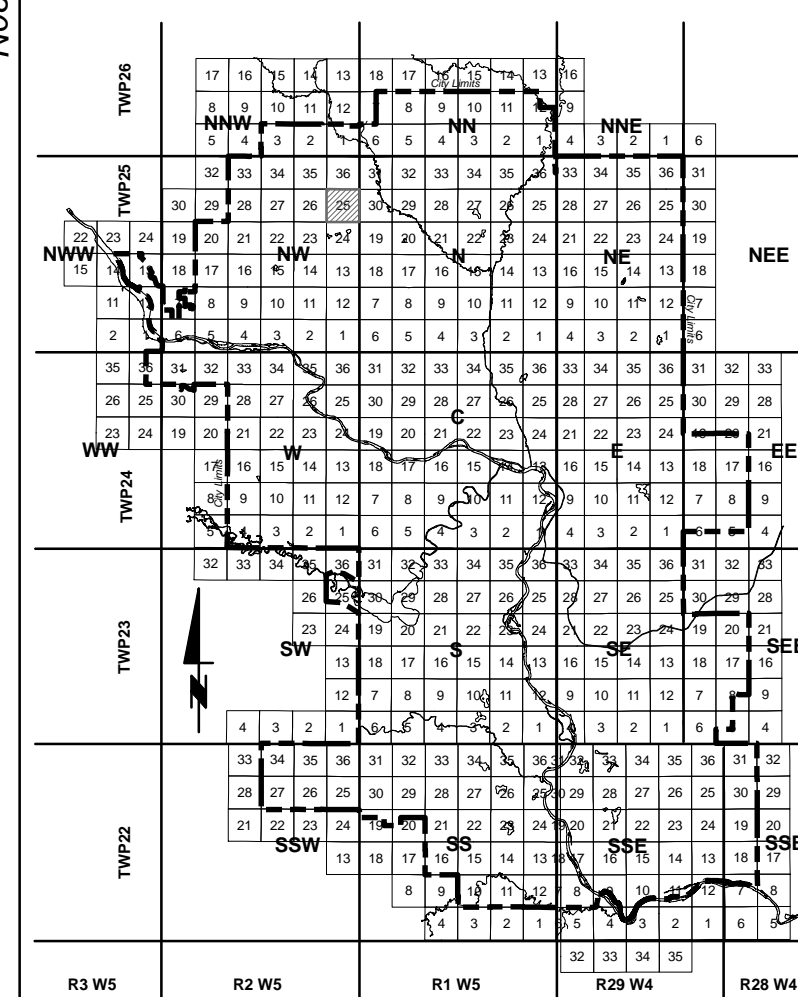 17 16 15 14 13 18 17 16 15 14 13 16
City Limits
TWP26
8 9 10 11 12 8 9 10 11 12 9
NNW NN NNE
5 4 3 2 1 6 5 4 3 2 1 4 3 2 1 6
32 33 34 35 36 31 32 33 34 35 36 33 34 35 36 31
TWP25
30 29 28 27 26 25 30 29 28 27 26 25 28 27 26 25 30
22 23 24 19 20 21 22 23 24 19 20 21 22 23 24 21 22 23 24 19
NWW NW N NE NEE
15 14 13 18 17 16 15 14 13 18 17 16 15 14 13 16 15 14 13 18
11 8 9 10 11 12 7 8 9 10 11 12 9 10 11 12 7
City Limits
2 6 5 4 3 2 1 6 5 4 3 2 1 4 3 2 1 6
35 36 31 32 33 34 35 36 31 32 33 34 35 36 33 34 35 36 31 32 33
26 25 30 29 28 27 26 25 30 29 28 27 26 25 28 27 26 25 30 29 28
C
23 24 19 20 21 22 23 24 19 20 21 22 23 24 21 22 23 24 19 20 21
WW W E EE
17 16 15 14 13 18 17 16 15 14 13 16 15 14 13 18 17 16
City Limits
TWP24
8 9 10 11 12 7 8 9 10 11 12 9 10 11 12 7 8 9
5 4 3 2 1 6 5 4 3 2 1 4 3 2 1 6 5 4
32 33 34 35 36 31 32 33 34 35 36 33 34 35 36 31 32 33
26 25 30 29 28 27 26 25 28 27 26 25 30 29 28
TWP23
23 24 19 20 21 22 23 24 21 22 23 24 19 20 21
SW S SE SEE
13 18 17 16 15 14 13 16 15 14 13 18 17 16
N
12 7 8 9 10 11 12 9 10 11 12 7 8 9
4 3 2 1 6 5 4 3 2 1 4 3 2 1 6 4
33 34 35 36 31 32 33 34 35 36 31 32 33 34 35 36 31 32
28 27 26 25 30 29 28 27 26 25 30 29 28 27 26 25 30 29
21 22 23 24 19 20 21 22 23 24 19 20 21 22 23 24 19 20
TWP22
SSW SS SSE SSE
13 18 17 16 15 14 13 18 17 16 15 14 13 18 17
8 9 10 11 12 7 8 9 10 11 12 7 8
4 3 2 1 5 4 3 2 1 6 5
32 33 34 35
R3 W5 R2 W5 R1 W5 R29 W4 R28 W4